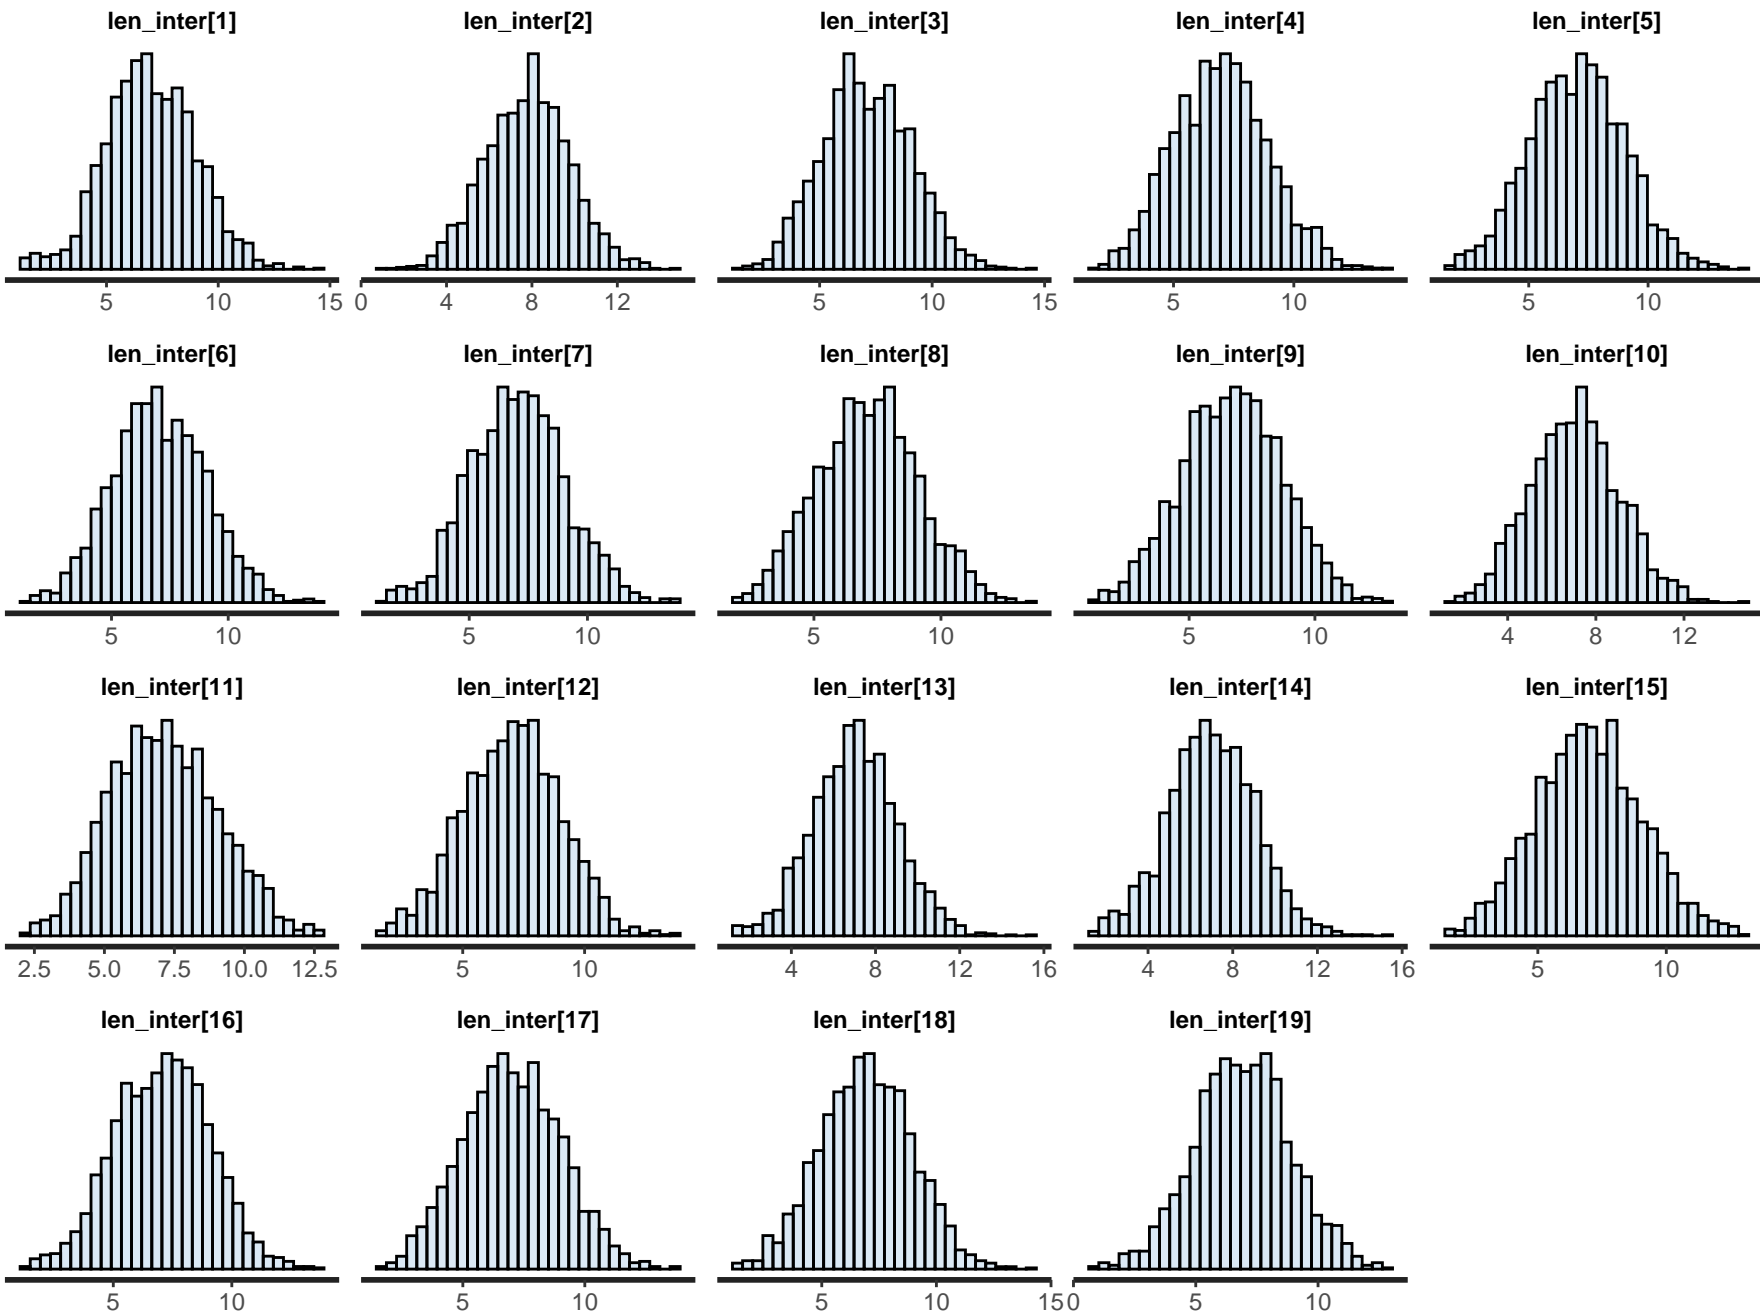 len_inter[1] len_inter[2] len_inter[3] len_inter[4] len_inter[5]
5 10 15 0 4 8 12 5 10 15 5 10 5 10
len_inter[6] len_inter[7] len_inter[8] len_inter[9] len_inter[10]
5 10 5 10 5 10 5 10 4 8 12
len_inter[11] len_inter[12] len_inter[13] len_inter[14] len_inter[15]
2.5 5.0 7.5 10.0 12.5 5 10 4 8 12 16 4 8 12 16 5 10
len_inter[16] len_inter[17] len_inter[18] len_inter[19]
5 10 5 10 5 10 15 0 5 10